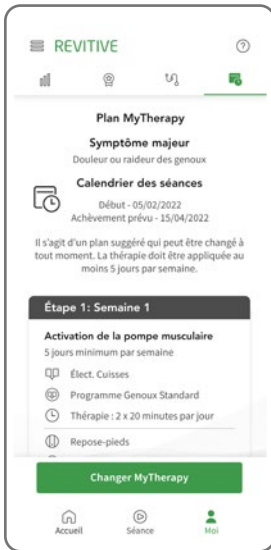 REVITIVE
Plan MyTherapy
Symptôme majeur
Douleur ou raideur des genoux
Calendrier des séances
Début - 05/02/2022
Achèvement prévu - 15/04/2022
Il s'agit d'un plan suggéré qui peut être changé à
tout moment. La thérapie doit être appliquée au
moins 5 jours par semaine.
Étape 1: Semaine 1
Activation de la pompe musculaire
5 jours minimum par semaine
Élect. Cuisses
Programme Genoux Standard
Thérapie : 2 x 20 minutes par jour
Repose-pieds
Changer MyTherapy
Accueil
Séance
Moi